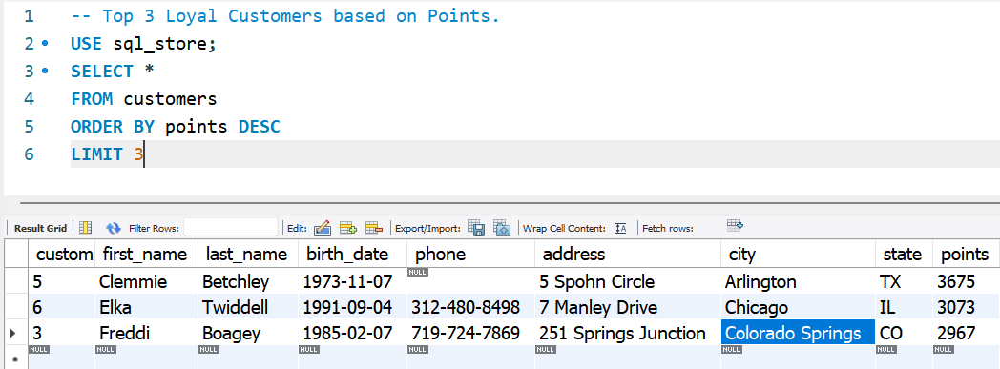 1 -- Top 3 Loyal Customers based on Points.
2 USE sql_store;
3 SELECT *
4 FROM customers
5 ORDER BY points DESC
6 LIMIT 3
Result Grid Filter Rows: Edit: Export/Import: Wrap Cell Content: IA Fetch rows:
custom first_name last_name birth_date phone address city state points
5 Clemmie Betchley 1973-11-07 NULL 5 Spohn Circle Arlington TX 3675
6 Elka Twiddell 1991-09-04 312-480-8498 7 Manley Drive Chicago IL 3073
3 Freddi Boagey 1985-02-07 719-724-7869 251 Springs Junction Colorado Springs CO 2967
NULL NULL NULL NULL NULL NULL NULL NULL NULL